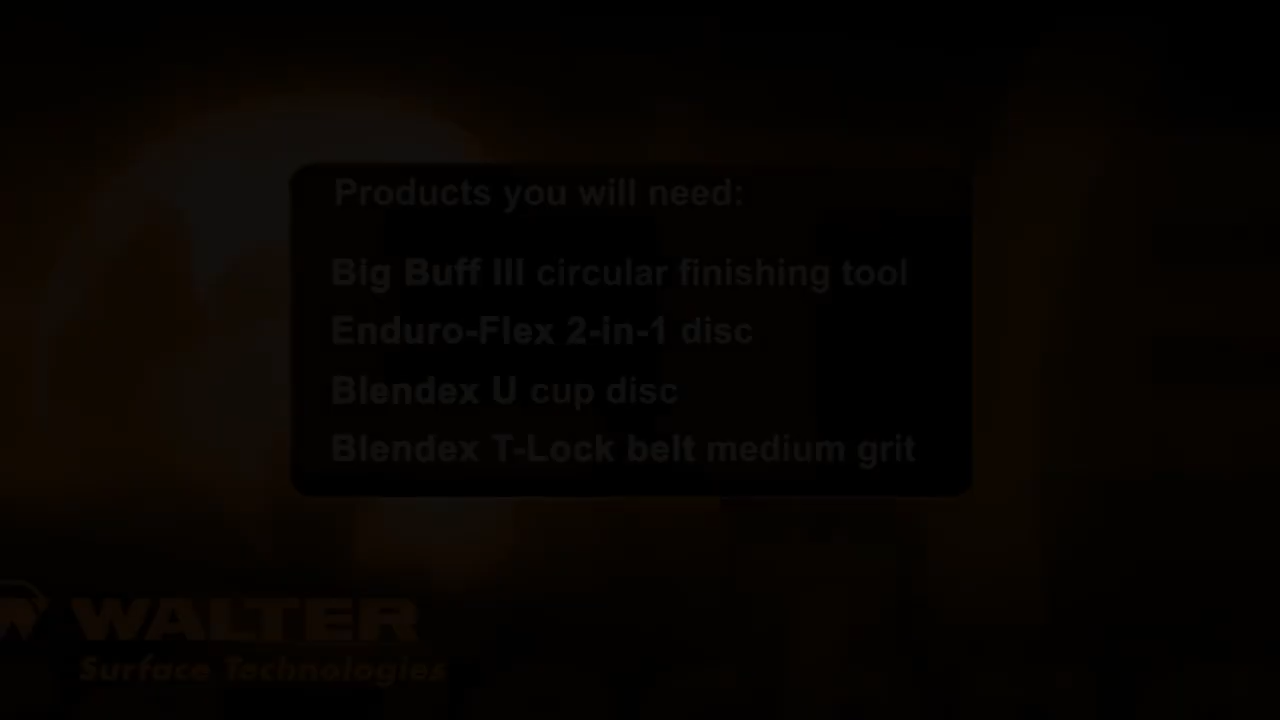 Products you will need:
Big Buff III circular finishing tool
Enduro-Flex 2-in-1 disc
Blendex U cup disc
Blendex T-Lock belt medium grit
WALTER
Surface Technologies